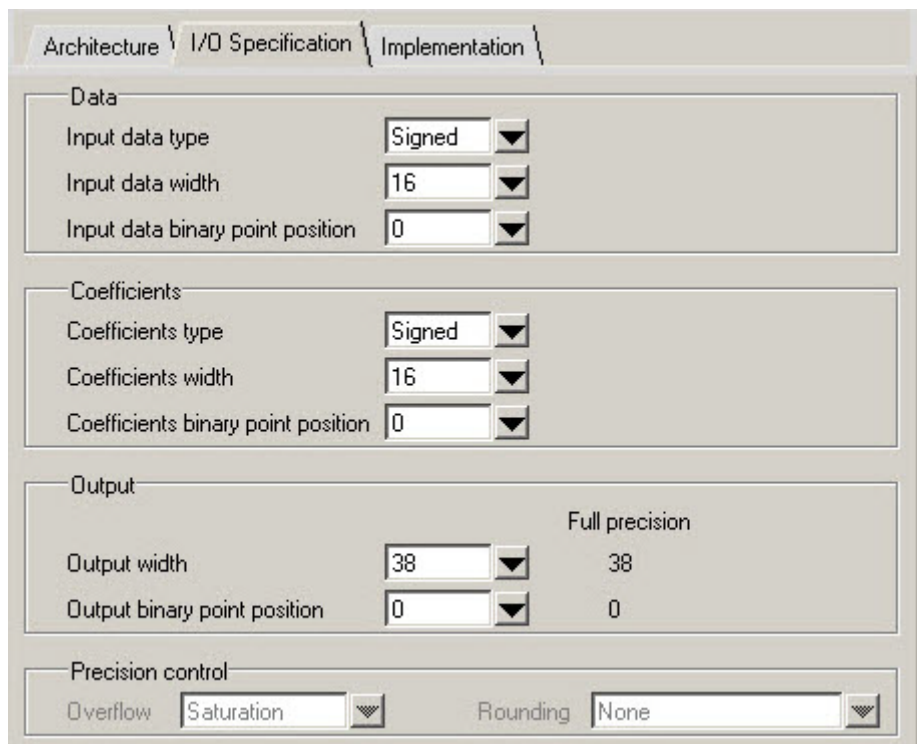 Architecture I/O Specification Implementation
Data
Input data type Signed
Input data width 16
Input data binary point position 0
Coefficients
Coefficients type Signed
Coefficients width 16
Coefficients binary point position 0
Output
Full precision
Output width 38 38
Output binary point position 0 0
Precision control
Overflow Saturation Rounding None